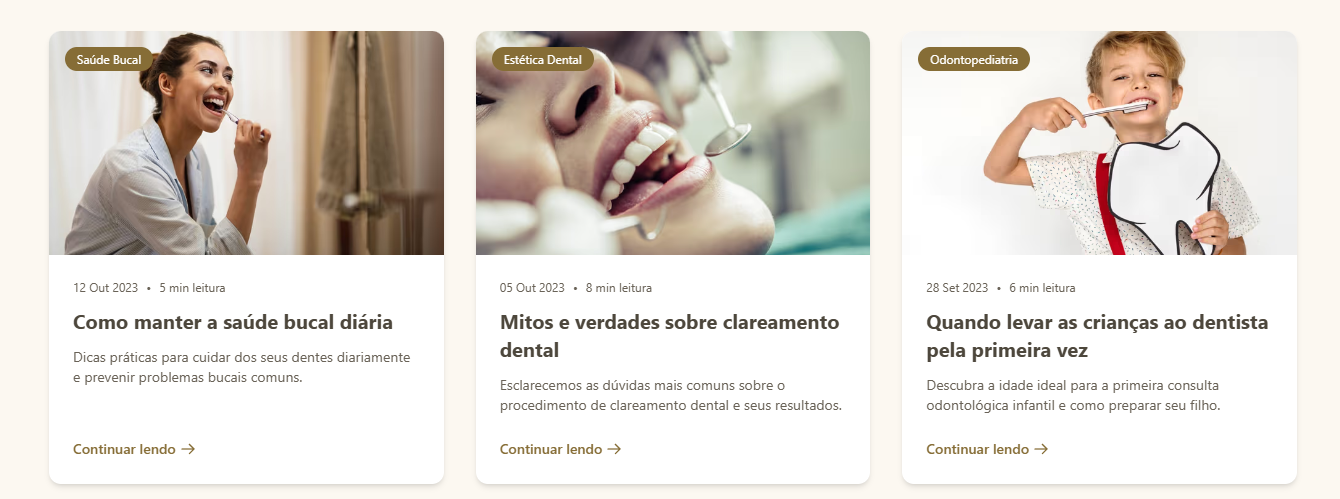 Saúde Bucal
12 Out 2023 • 5 min leitura
Como manter a saúde bucal diária
Dicas práticas para cuidar dos seus dentes diariamente
e prevenir problemas bucais comuns.
Continuar lendo →
Estética Dental
05 Out 2023 • 8 min leitura
Mitos e verdades sobre clareamento
dental
Esclarecemos as dúvidas mais comuns sobre o
procedimento de clareamento dental e seus resultados.
Continuar lendo →
Odontopediatria
28 Set 2023 • 6 min leitura
Quando levar as crianças ao dentista
pela primeira vez
Descubra a idade ideal para a primeira consulta
odontológica infantil e como preparar seu filho.
Continuar lendo →